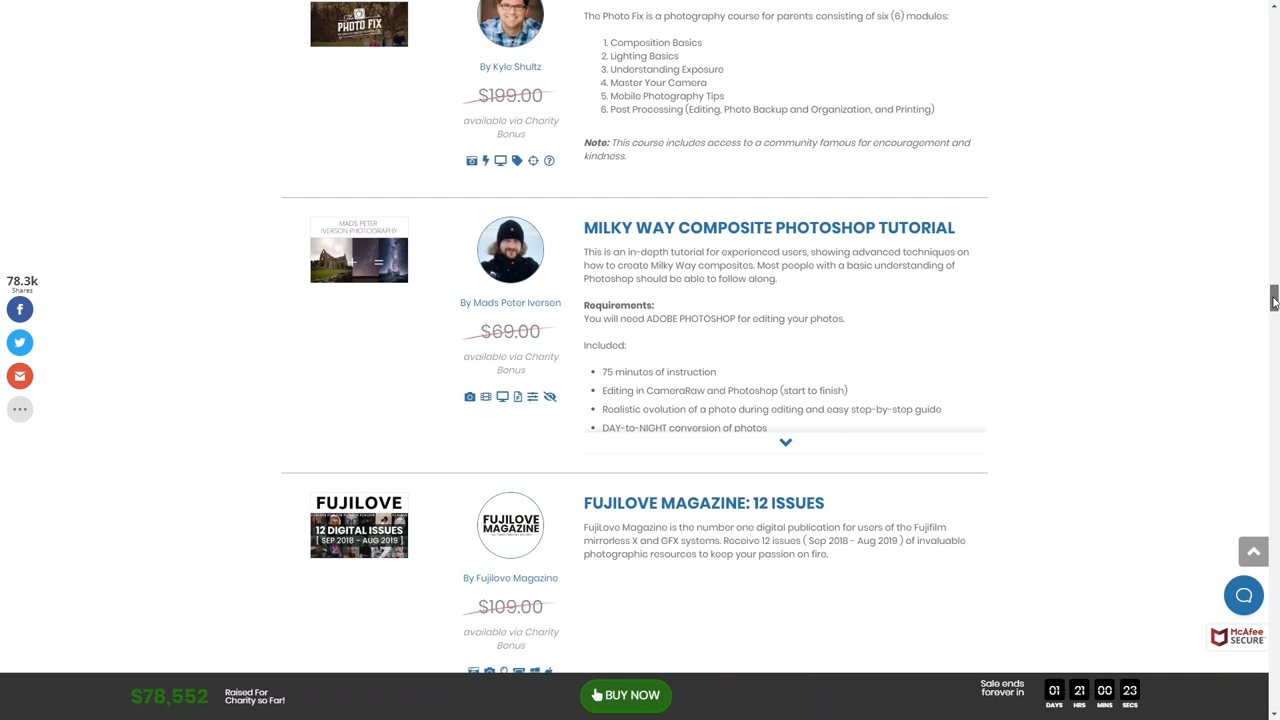 The Photo Fix is a photography course for parents consisting of six (6) modules:
THE
PHOTO FIX
1. Composition Basics
2. Lighting Basics
3. Understanding Exposure
4. Master Your Camera
5. Mobile Photography Tips
6. Post Processing (Editing, Photo Backup and Organization, and Printing)
By Kyle Shultz
$199.00
available via Charity
Bonus
Note: This course includes access to a community famous for encouragement and
kindness.
MADS PETER
IVERSON PHOTOGRAPHY
+ =
By Mads Peter Iversen
$69.00
available via Charity
Bonus
MILKY WAY COMPOSITE PHOTOSHOP TUTORIAL
This is an in-depth tutorial for experienced users, showing advanced techniques on
how to create Milky Way composites. Most people with a basic understanding of
Photoshop should be able to follow along.
Requirements:
You will need ADOBE PHOTOSHOP for editing your photos.
Included:
• 75 minutes of instruction
• Editing in CameraRaw and Photoshop (start to finish)
• Realistic evolution of a photo during editing and easy step-by-step guide
• DAY-to-NIGHT conversion of photos
78.3k
Shares
FUJILOVE
12 DIGITAL ISSUES
[ SEP 2018 - AUG 2019 ]
FUJILOVE
MAGAZINE
By Fujilove Magazine
$109.00
available via Charity
Bonus
FUJILOVE MAGAZINE: 12 ISSUES
FujiLove Magazine is the number one digital publication for users of the Fujifilm
mirrorless X and GFX systems. Receive 12 issues ( Sep 2018 - Aug 2019 ) of invaluable
photographic resources to keep your passion on fire.
McAfee
SECURE
$78,552
Raised For
Charity so Far!
BUY NOW
Sale ends
forever in
01 21 00 23
DAYS HRS MINS SECS